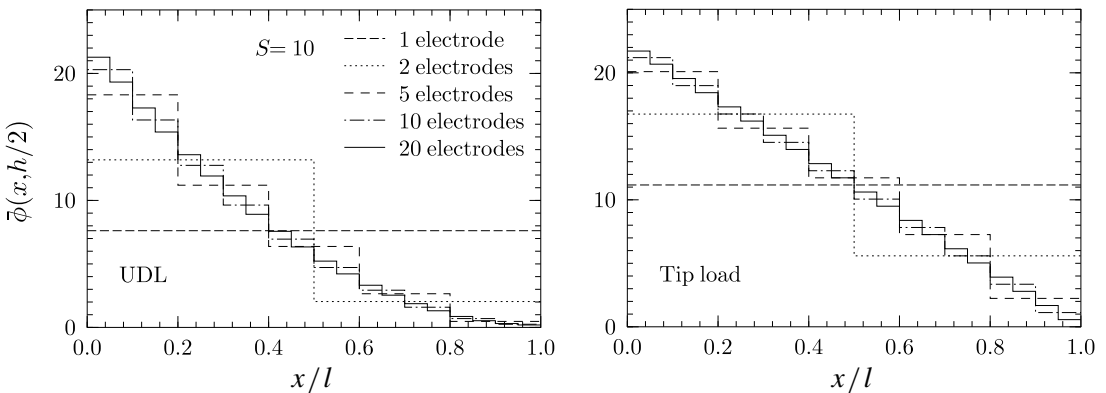 S= 10
1 electrode
2 electrodes
5 electrodes
10 electrodes
20 electrodes
ϕ̄(x,h/2)
20
10
0
UDL
0.0 0.2 0.4 0.6 0.8 1.0
x/l
20
10
0
Tip load
0.0 0.2 0.4 0.6 0.8 1.0
x/l